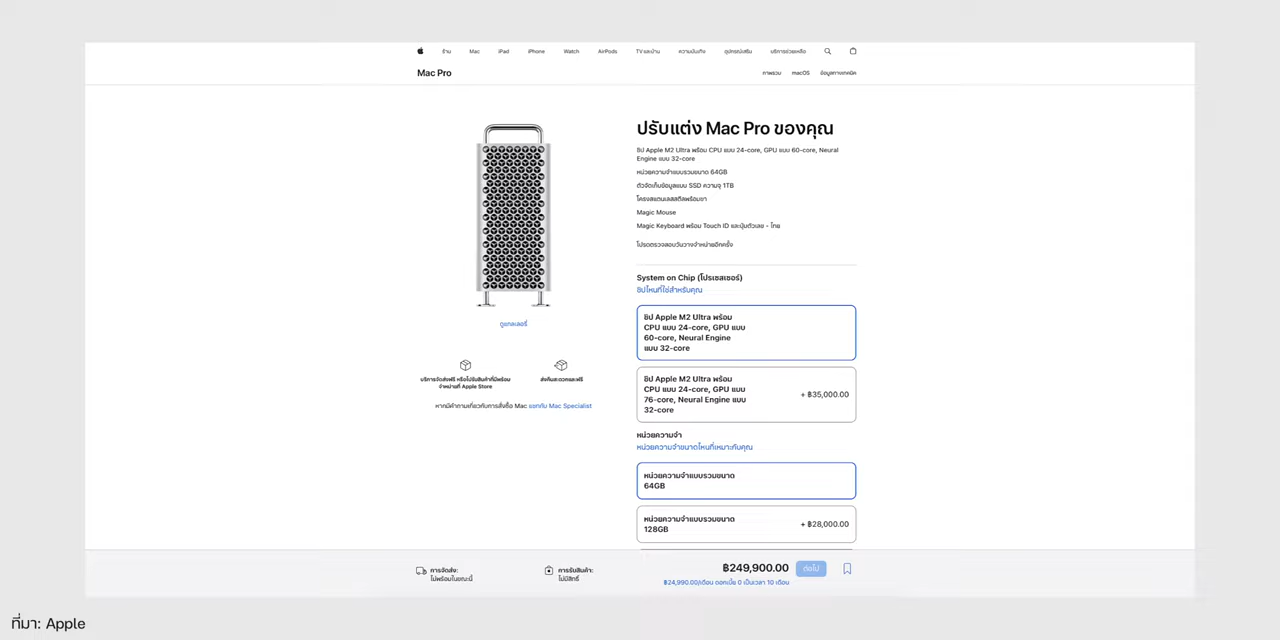 ร้าน Mac iPad iPhone Watch AirPods TV และบ้าน ความบันเทิง อุปกรณ์เสริม บริการช่วยเหลือ
Mac Pro
ภาพรวม macOS ข้อมูลทางเทคนิค
ปรับแต่ง Mac Pro ของคุณ
ชิป Apple M2 Ultra พร้อม CPU แบบ 24-core, GPU แบบ 60-core, Neural
Engine แบบ 32-core
หน่วยความจำแบบรวมขนาด 64GB
ตัวจัดเก็บข้อมูลแบบ SSD ความจุ 1TB
โครงสแตนเลสสตีลพร้อมขา
Magic Mouse
Magic Keyboard พร้อม Touch ID และปุ่มตัวเลข - ไทย
โปรดตรวจสอบวันวางจำหน่ายอีกครั้ง
System on Chip (โปรเซสเซอร์)
ชิปไหนที่ใช่สำหรับคุณ
ชิป Apple M2 Ultra พร้อม
CPU แบบ 24-core, GPU แบบ
60-core, Neural Engine
แบบ 32-core
ชิป Apple M2 Ultra พร้อม
CPU แบบ 24-core, GPU แบบ
76-core, Neural Engine แบบ
32-core
+ ฿35,000.00
หน่วยความจำ
หน่วยความจำขนาดไหนที่เหมาะกับคุณ
หน่วยความจำแบบรวมขนาด
64GB
หน่วยความจำแบบรวมขนาด
128GB
+ ฿28,000.00
ดูแกลเลอรี่
บริการจัดส่งฟรี หรือไปรับสินค้าที่มีพร้อม
จำหน่ายที่ Apple Store
ส่งคืนสะดวกและฟรี
หากมีคำถามเกี่ยวกับการสั่งซื้อ Mac แชทกับ Mac Specialist
การจัดส่ง:
ไม่พร้อมในขณะนี้
การรับสินค้า:
ไม่มีสิทธิ์
฿249,900.00 ต่อไป
฿24,990.00/เดือน ดอกเบี้ย 0 เป็นเวลา 10 เดือน
ที่มา: Apple